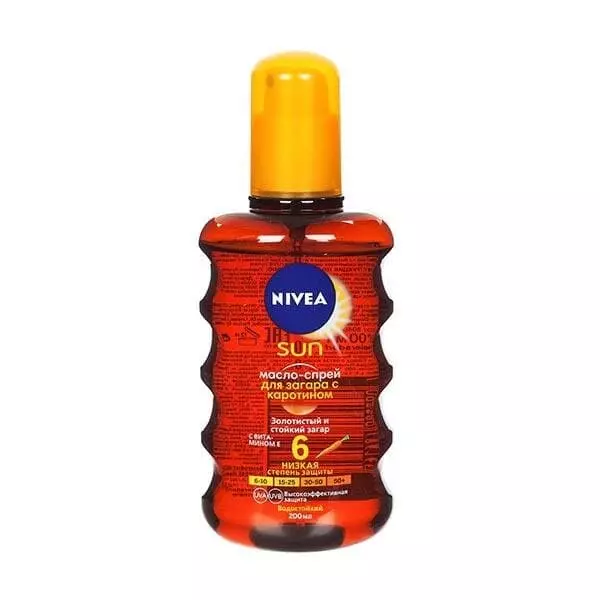 NIVEA
sun
масло-спрей
для загара с
каротином
Золотистый и
стойкий загар
С ВИТА-
МИНОМ Е
6
НИЗКАЯ
степень защиты
6-10 15-25 30-50 50+
UVA UVB Высокоэффективная
защита
Водостойкий
200 мл